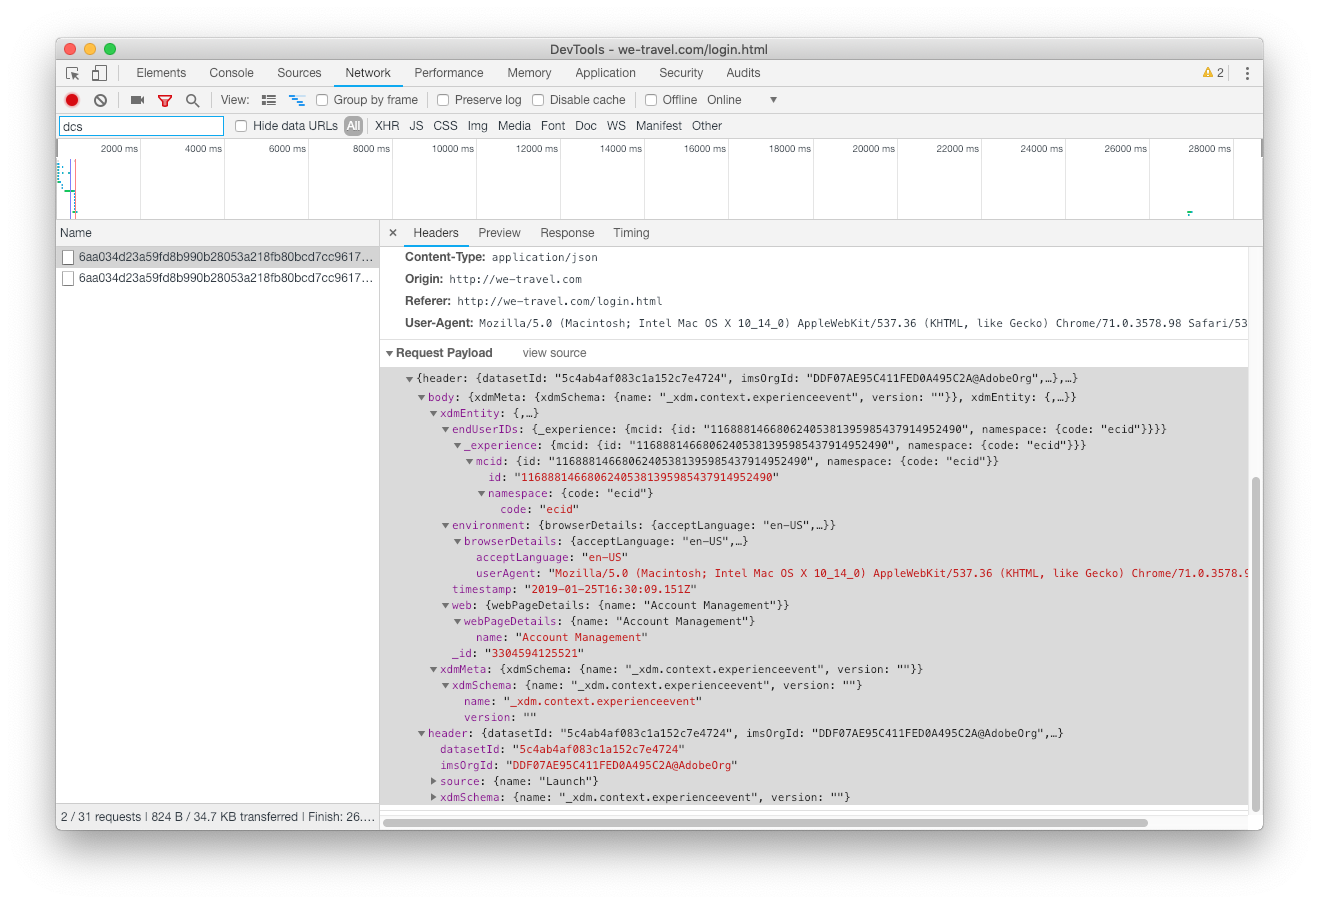 DevTools - we-travel.com/login.html
Elements Console Sources Network Performance Memory Application Security Audits 2
View: Group by frame Preserve log Disable cache Offline Online
dcs Hide data URLs All XHR JS CSS Img Media Font Doc WS Manifest Other
2000 ms 4000 ms 6000 ms 8000 ms 10000 ms 12000 ms 14000 ms 16000 ms 18000 ms 20000 ms 22000 ms 24000 ms 26000 ms 28000 ms
Name
6aa034d23a59fd8b990b28053a218fb80bcd7cc9617...
6aa034d23a59fd8b990b28053a218fb80bcd7cc9617...
2 / 31 requests | 824 B / 34.7 KB transferred | Finish: 26....
× Headers Preview Response Timing
Content-Type: application/json
Origin: http://we-travel.com
Referer: http://we-travel.com/login.html
User-Agent: Mozilla/5.0 (Macintosh; Intel Mac OS X 10_14_0) AppleWebKit/537.36 (KHTML, like Gecko) Chrome/71.0.3578.98 Safari/53
Request Payload view source
{header: {datasetId: "5c4ab4af083c1a152c7e4724", imsOrgId: "DDF07AE95C411FED0A495C2A@AdobeOrg",…},…}
body: {xdmMeta: {xdmSchema: {name: "_xdm.context.experienceevent", version: ""}}, xdmEntity: {,…}}
xdmEntity: {,…}
endUserIDs: {_experience: {mcid: {id: "11688814668062405381395985437914952490", namespace: {code: "ecid"}}}}
_experience: {mcid: {id: "11688814668062405381395985437914952490", namespace: {code: "ecid"}}}
mcid: {id: "11688814668062405381395985437914952490", namespace: {code: "ecid"}}
id: "11688814668062405381395985437914952490"
namespace: {code: "ecid"}
code: "ecid"
environment: {browserDetails: {acceptLanguage: "en-US",…}}
browserDetails: {acceptLanguage: "en-US",…}
acceptLanguage: "en-US"
userAgent: "Mozilla/5.0 (Macintosh; Intel Mac OS X 10_14_0) AppleWebKit/537.36 (KHTML, like Gecko) Chrome/71.0.3578.9
timestamp: "2019-01-25T16:30:09.151Z"
web: {webPageDetails: {name: "Account Management"}}
webPageDetails: {name: "Account Management"}
name: "Account Management"
_id: "3304594125521"
xdmMeta: {xdmSchema: {name: "_xdm.context.experienceevent", version: ""}}
xdmSchema: {name: "_xdm.context.experienceevent", version: ""}
name: "_xdm.context.experienceevent"
version: ""
header: {datasetId: "5c4ab4af083c1a152c7e4724", imsOrgId: "DDF07AE95C411FED0A495C2A@AdobeOrg",…}
datasetId: "5c4ab4af083c1a152c7e4724"
imsOrgId: "DDF07AE95C411FED0A495C2A@AdobeOrg"
source: {name: "Launch"}
xdmSchema: {name: "_xdm.context.experienceevent", version: ""}